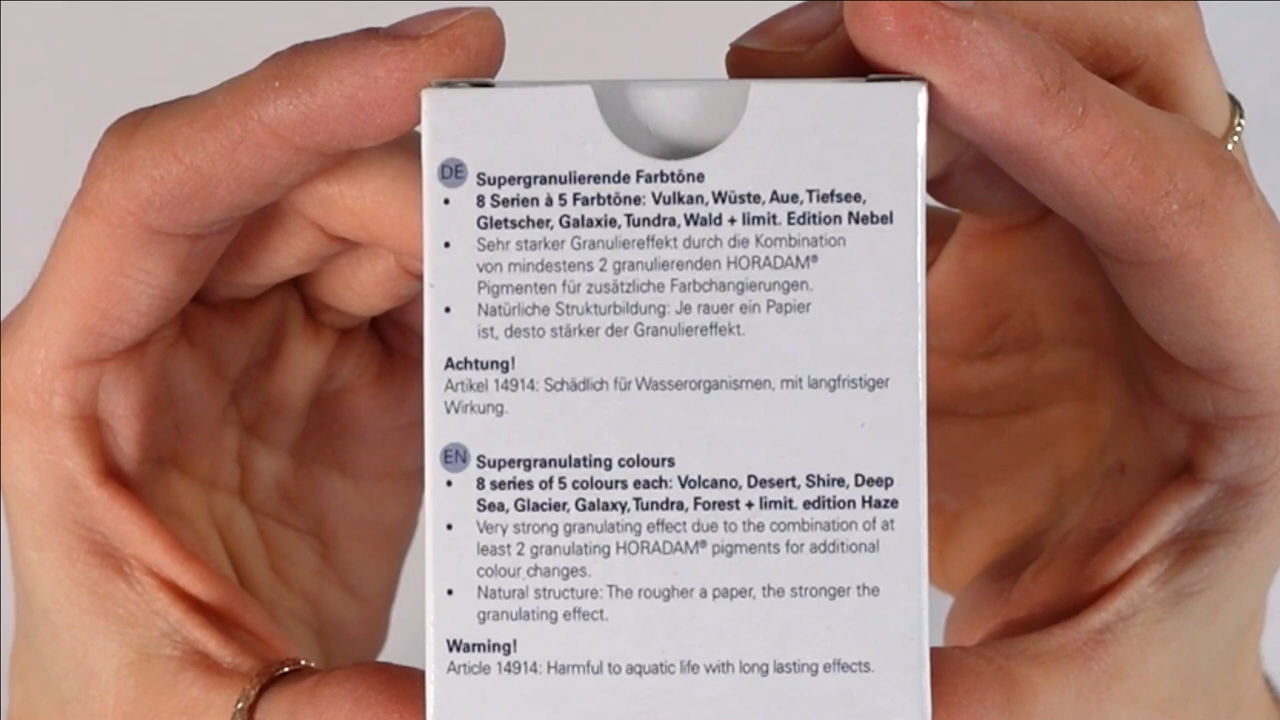 DE Supergranulierende Farbtöne
• 8 Serien à 5 Farbtöne: Vulkan, Wüste, Aue, Tiefsee,
Gletscher, Galaxie, Tundra, Wald + limit. Edition Nebel
• Sehr starker Granuliereffekt durch die Kombination
von mindestens 2 granulierenden HORADAM®
Pigmenten für zusätzliche Farbchangierungen.
• Natürliche Strukturbildung: Je rauer ein Papier
ist, desto stärker der Granuliereffekt.
Achtung!
Artikel 14914: Schädlich für Wasserorganismen, mit langfristiger
Wirkung.
EN Supergranulating colours
• 8 series of 5 colours each: Volcano, Desert, Shire, Deep
Sea, Glacier, Galaxy, Tundra, Forest + limit. edition Haze
• Very strong granulating effect due to the combination of at
least 2 granulating HORADAM® pigments for additional
colour changes.
• Natural structure: The rougher a paper, the stronger the
granulating effect.
Warning!
Article 14914: Harmful to aquatic life with long lasting effects.